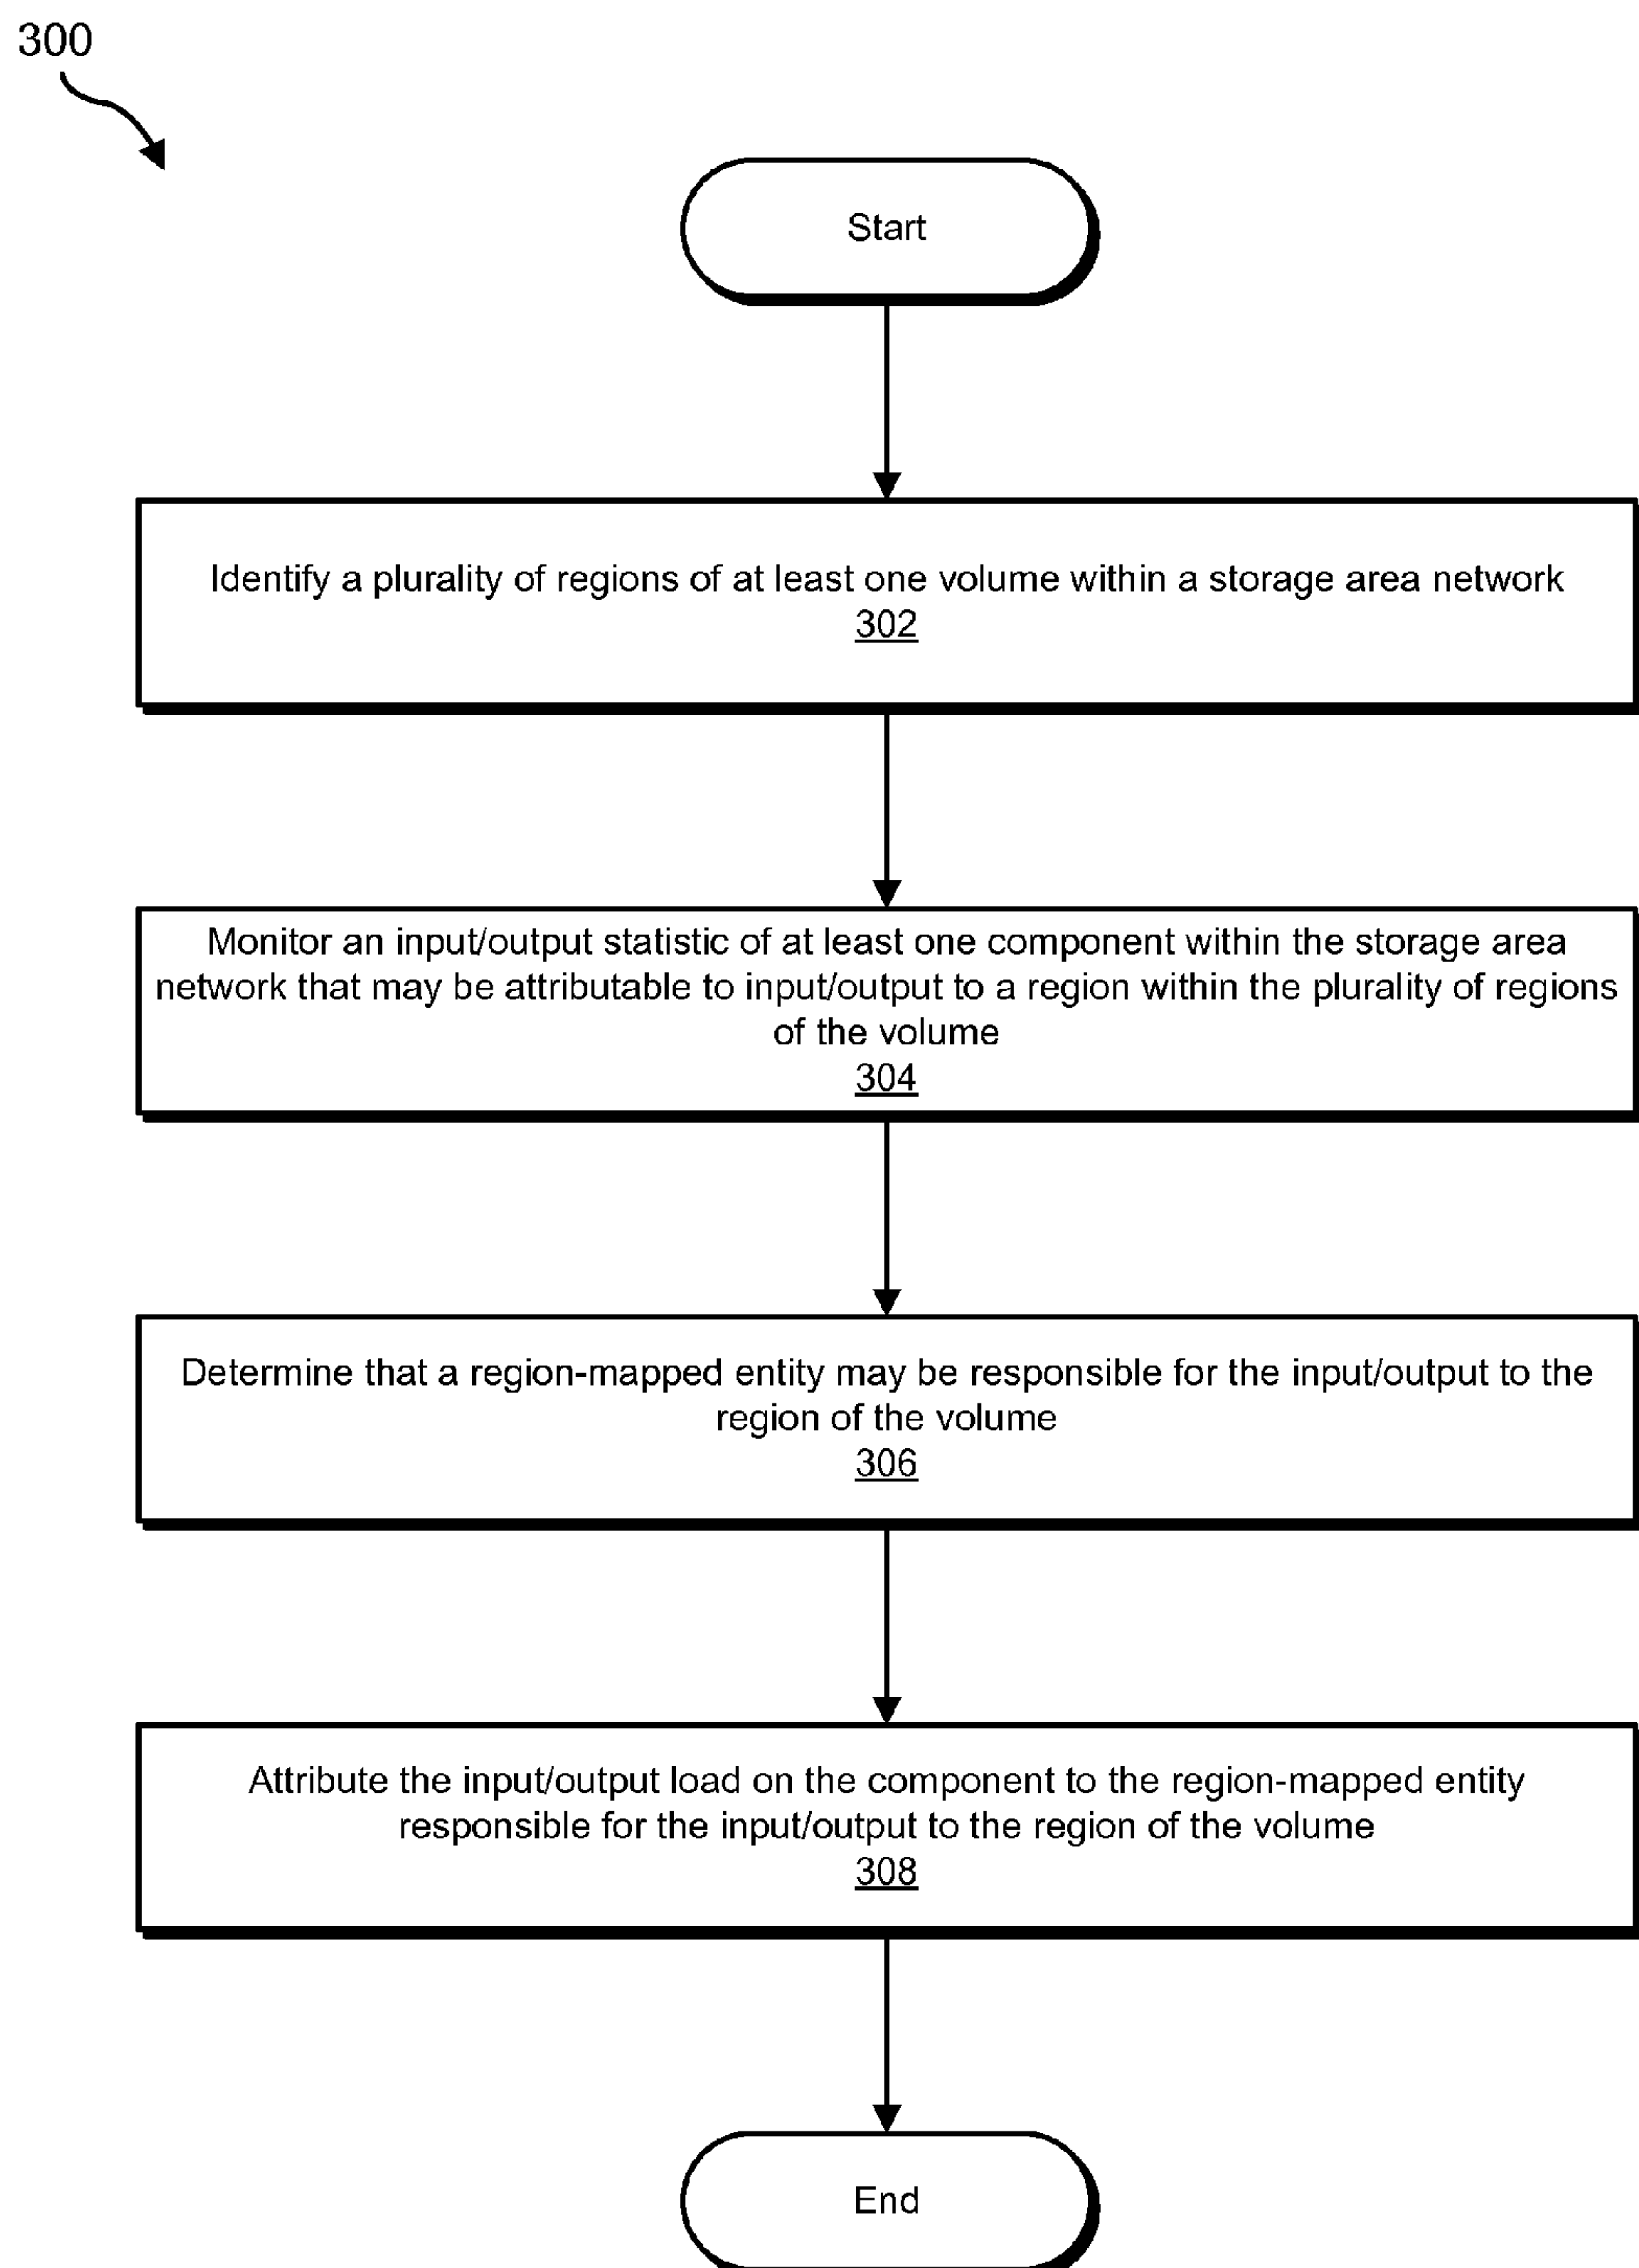 300
Start
Identify a plurality of regions of at least one volume within a storage area network
302
Monitor an input/output statistic of at least one component within the storage area
network that may be attributable to input/output to a region within the plurality of regions
of the volume
304
Determine that a region-mapped entity may be responsible for the input/output to the
region of the volume
306
Attribute the input/output load on the component to the region-mapped entity
responsible for the input/output to the region of the volume
308
End